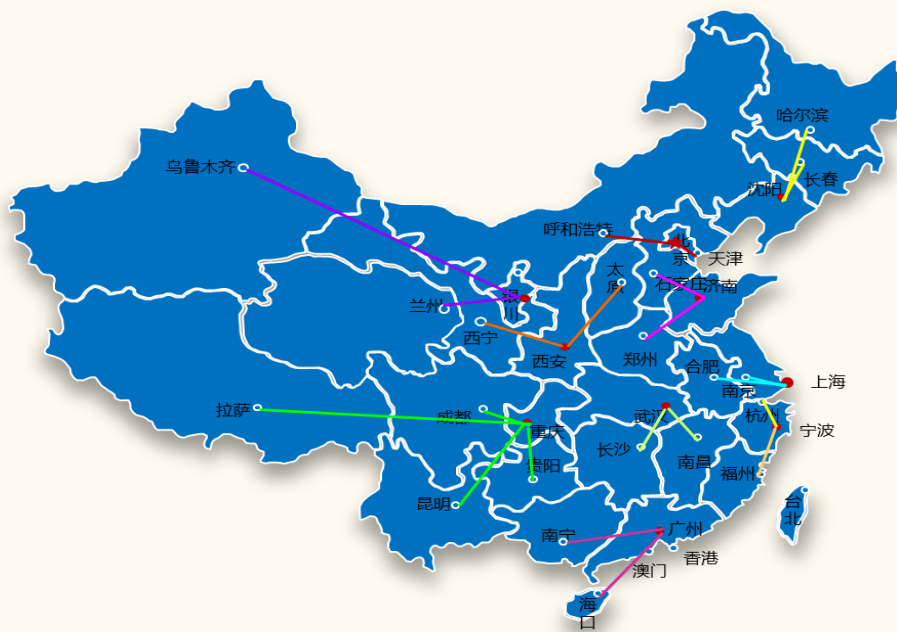 哈尔滨
乌鲁木齐
长春
沈阳
呼和浩特
北京
天津
太原
石家庄
济南
银川
兰州
西宁
西安
郑州
合肥
南京
上海
拉萨
成都
重庆
武汉
杭州
宁波
长沙
南昌
贵阳
福州
昆明
台北
南宁
广州
香港
澳门
海口